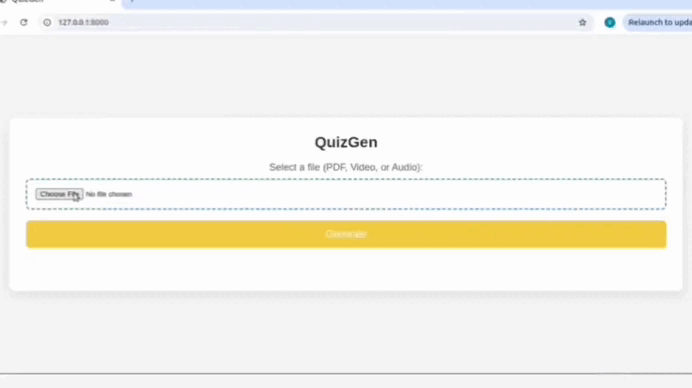 127.0.0.1:5000
Relaunch to upda
QuizGen
Select a file (PDF, Video, or Audio):
Choose File No file chosen
Generate